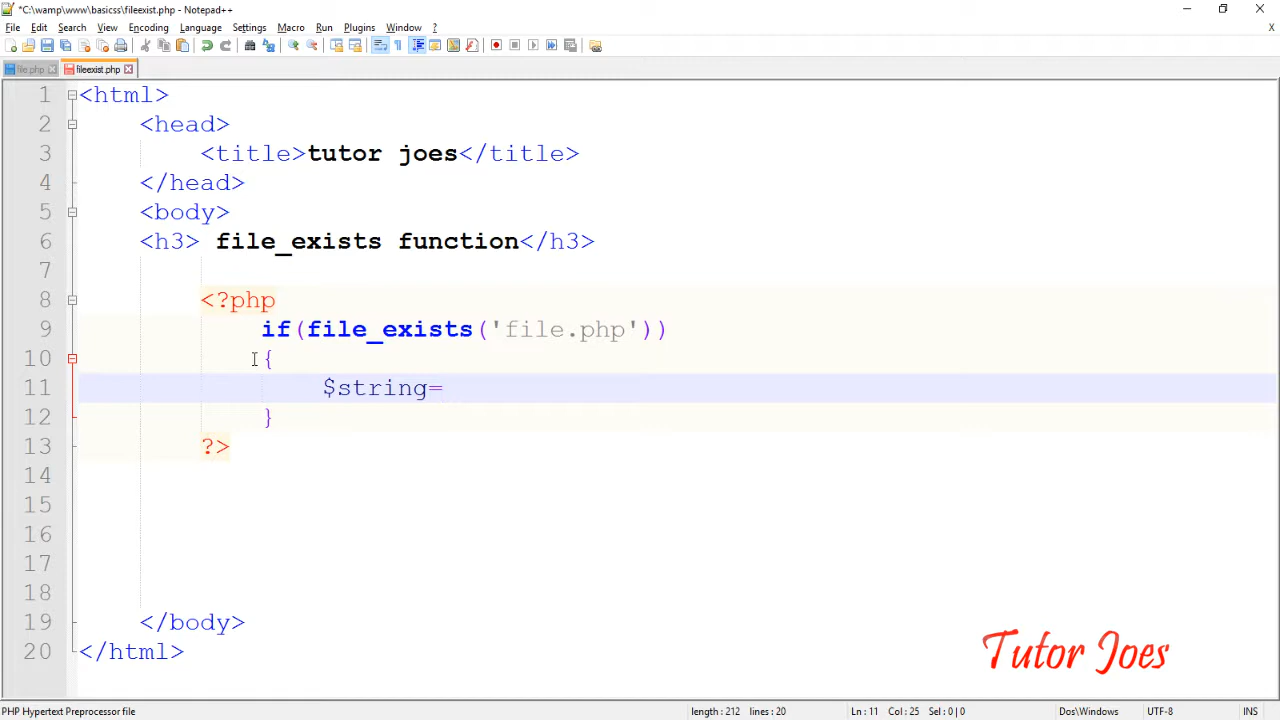 *C:\wamp\www\basicss\fileexist.php - Notepad++
File Edit Search View Encoding Language Settings Macro Run Plugins Window ?
X
file.php fileexist.php
1 <html>
2 <head>
3 <title>tutor joes</title>
4 </head>
5 <body>
6 <h3> file_exists function</h3>
7
8 <?php
9 if(file_exists('file.php'))
10 {
11 $string=
12 }
13 ?>
14
15
16
17
18
19 </body>
20 </html>
Tutor Joes
PHP Hypertext Preprocessor file length : 212 lines : 20 Ln : 11 Col : 25 Sel : 0 | 0 Dos\Windows UTF-8 INS